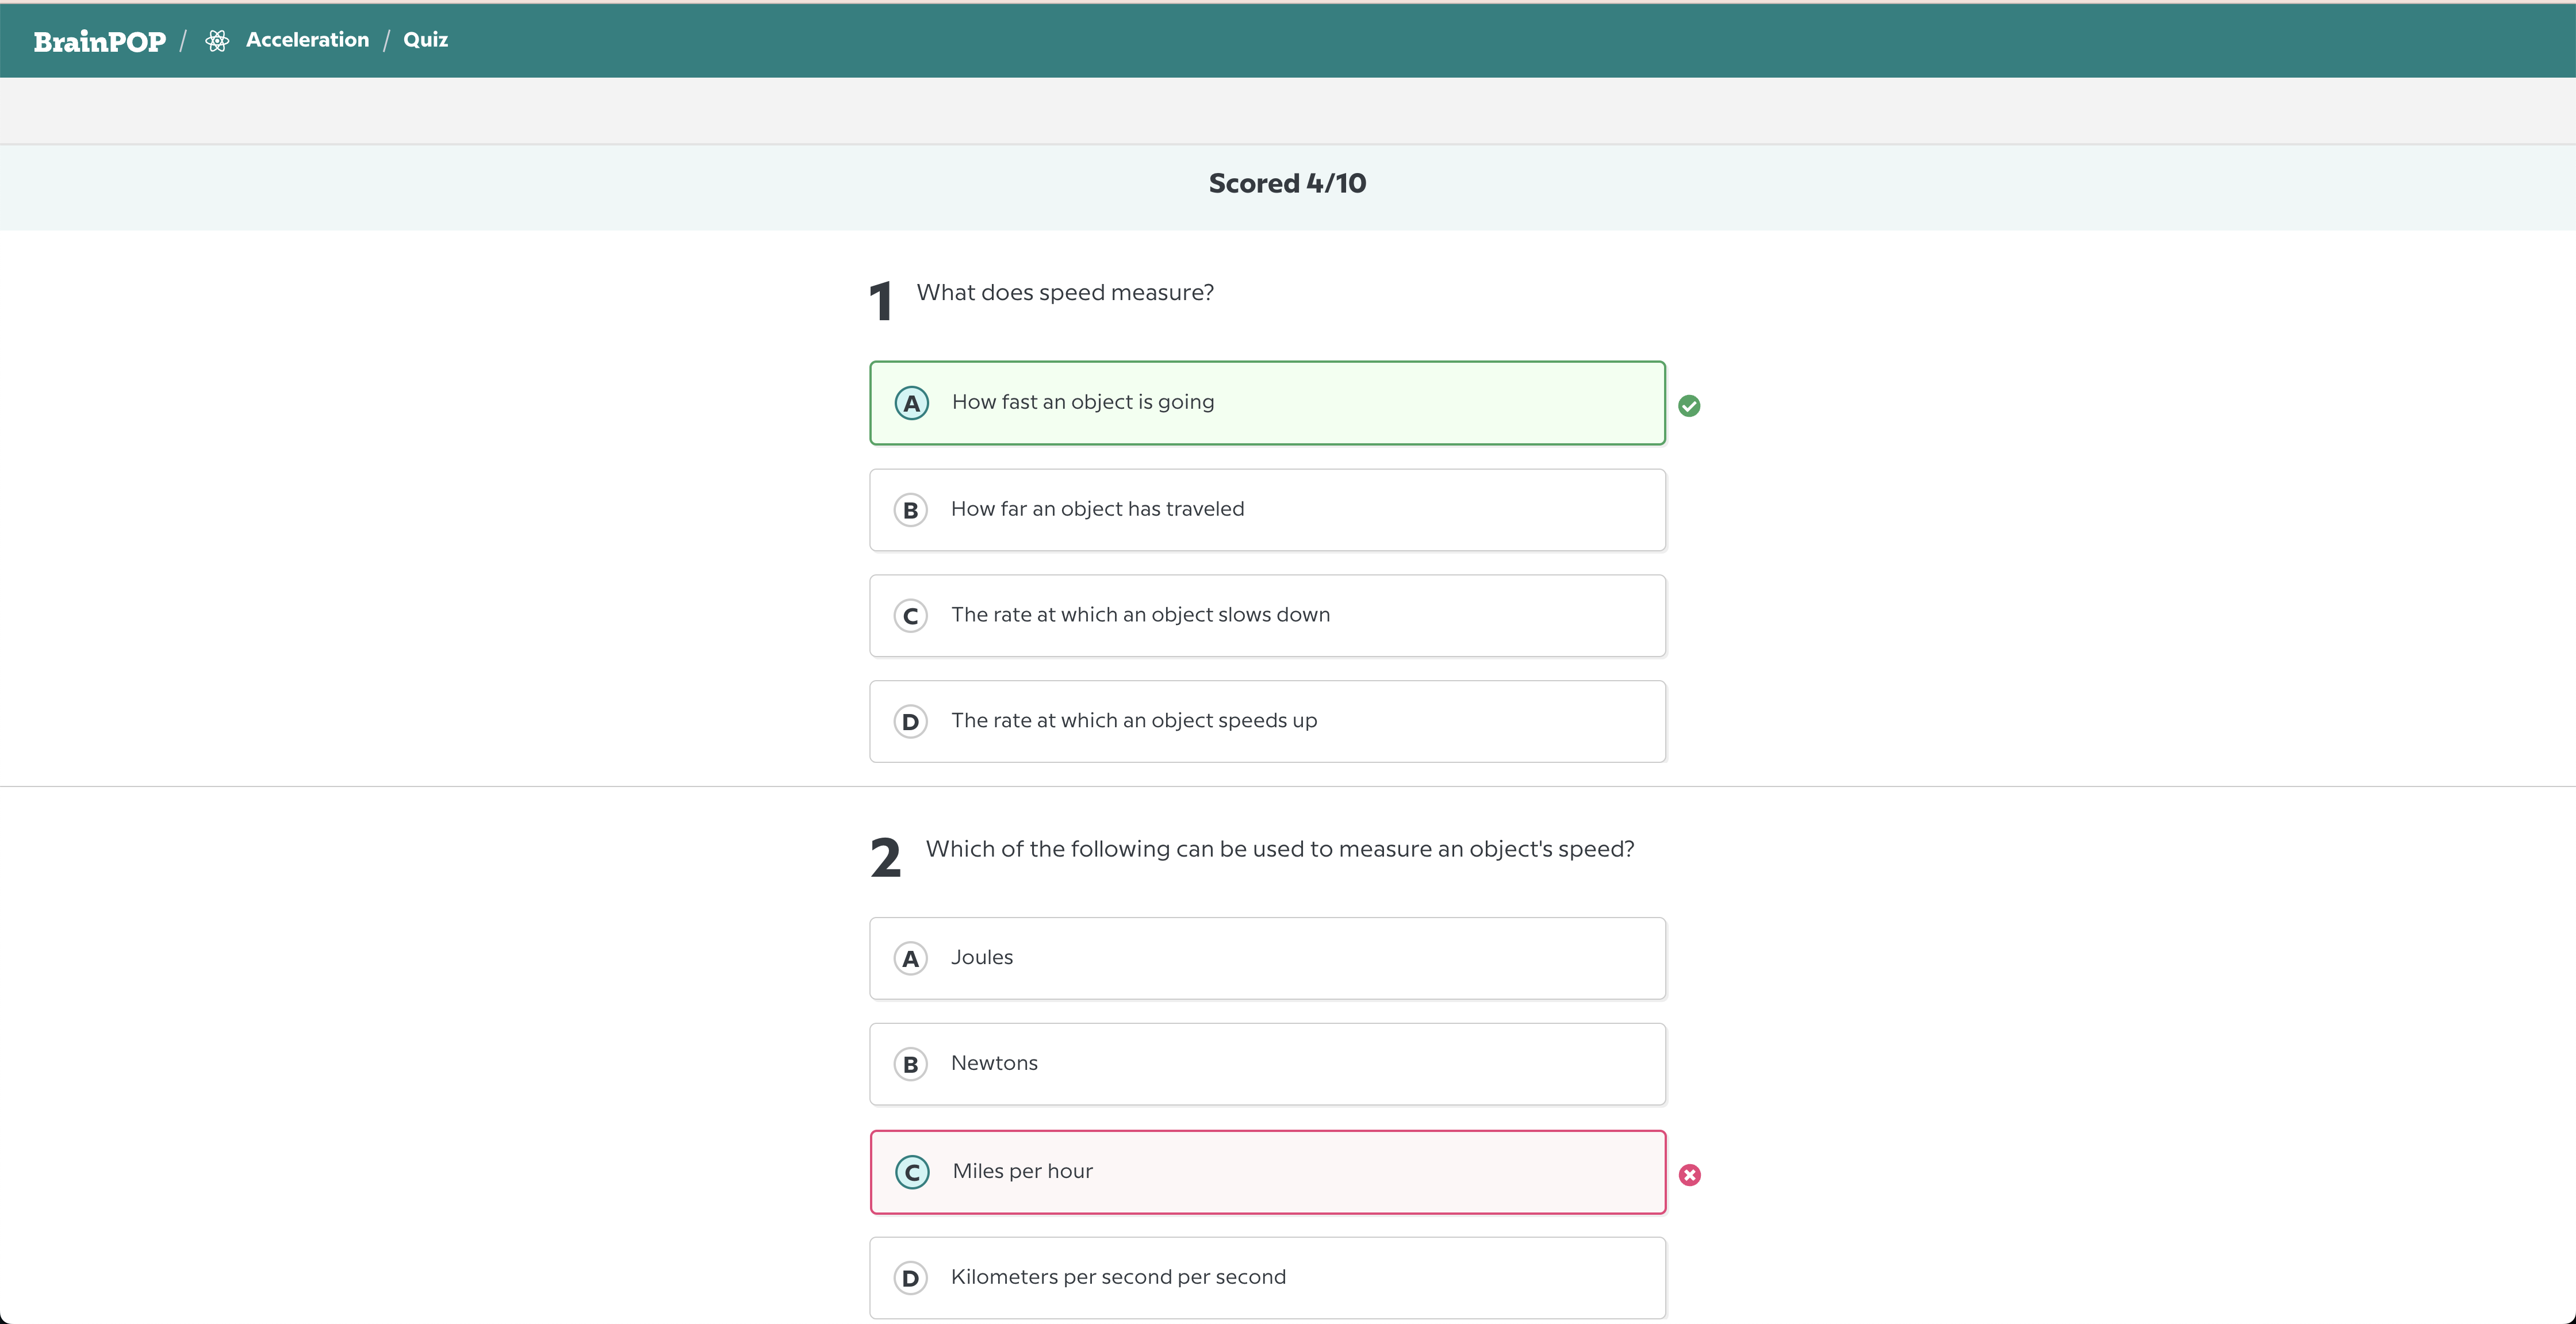 BrainPOP / Acceleration / Quiz
Scored 4/10
1 What does speed measure?
A How fast an object is going
B How far an object has traveled
C The rate at which an object slows down
D The rate at which an object speeds up
2 Which of the following can be used to measure an object's speed?
A Joules
B Newtons
C Miles per hour
D Kilometers per second per second